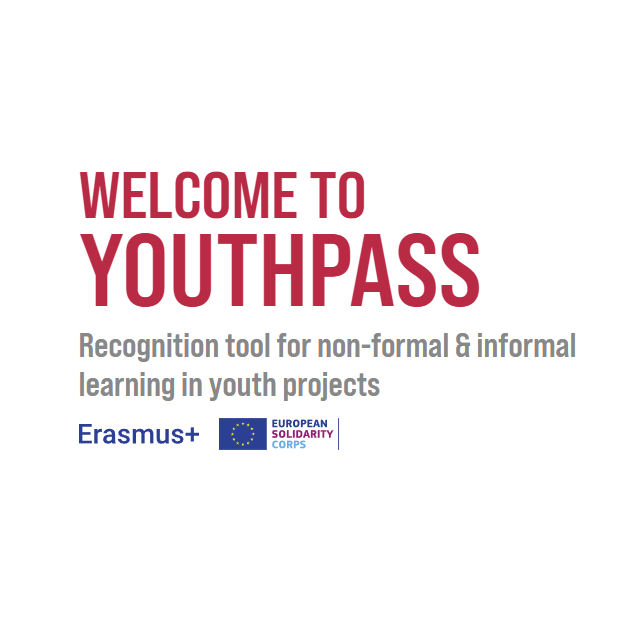 WELCOME TO
YOUTHPASS
Recognition tool for non-formal & informal
learning in youth projects
Erasmus+
EUROPEAN
SOLIDARITY
CORPS